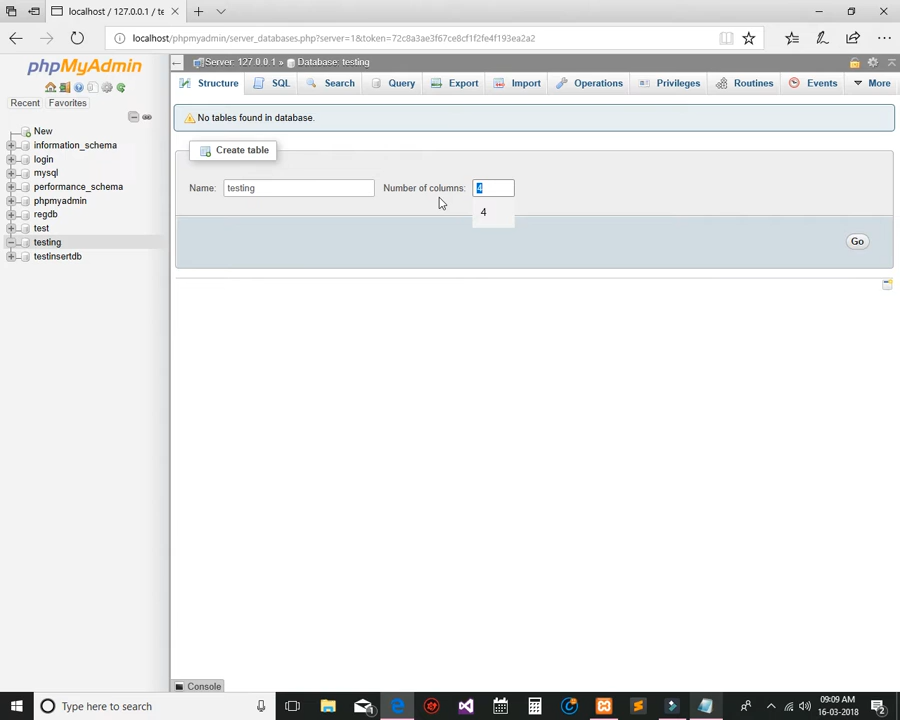 localhost / 127.0.0.1 / te
localhost/phpmyadmin/server_databases.php?server=1&token=72c8a3ae3f67ce8cf1f2fe4f193ea2a2
phpMyAdmin
Recent Favorites
New
information_schema
login
mysql
performance_schema
phpmyadmin
regdb
test
testing
testinsertdb
Server: 127.0.0.1 » Database: testing
Structure SQL Search Query Export Import Operations Privileges Routines Events More
No tables found in database.
Create table
Name: testing Number of columns: 4
4
Go
Console
Type here to search
09:09 AM
16-03-2018